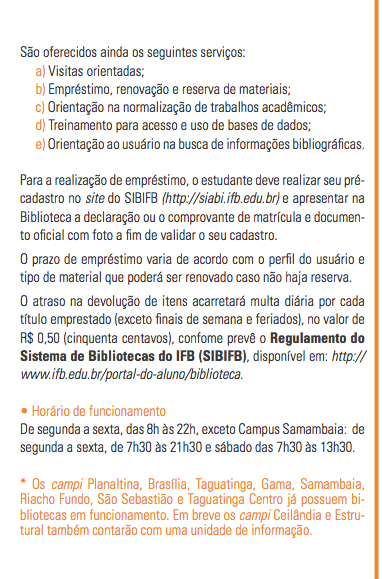 São oferecidos ainda os seguintes serviços:
a) Visitas orientadas;
b) Empréstimo, renovação e reserva de materiais;
c) Orientação na normalização de trabalhos acadêmicos;
d) Treinamento para acesso e uso de bases de dados;
e) Orientação ao usuário na busca de informações bibliográficas.
Para a realização de empréstimo, o estudante deve realizar seu pré-
cadastro no site do SIBIFB (http://siabi.ifb.edu.br) e apresentar na
Biblioteca a declaração ou o comprovante de matrícula e documen-
to oficial com foto a fim de validar o seu cadastro.
O prazo de empréstimo varia de acordo com o perfil do usuário e
tipo de material que poderá ser renovado caso não haja reserva.
O atraso na devolução de itens acarretará multa diária por cada
título emprestado (exceto finais de semana e feriados), no valor de
R$ 0,50 (cinquenta centavos), confome prevê o Regulamento do
Sistema de Bibliotecas do IFB (SIBIFB), disponível em: http://
www.ifb.edu.br/portal-do-aluno/biblioteca.
• Horário de funcionamento
De segunda a sexta, das 8h às 22h, exceto Campus Samambaia: de
segunda a sexta, de 7h30 às 21h30 e sábado das 7h30 às 13h30.
* Os campi Planaltina, Brasília, Taguatinga, Gama, Samambaia,
Riacho Fundo, São Sebastião e Taguatinga Centro já possuem bi-
bliotecas em funcionamento. Em breve os campi Ceilândia e Estru-
tural também contarão com uma unidade de informação.